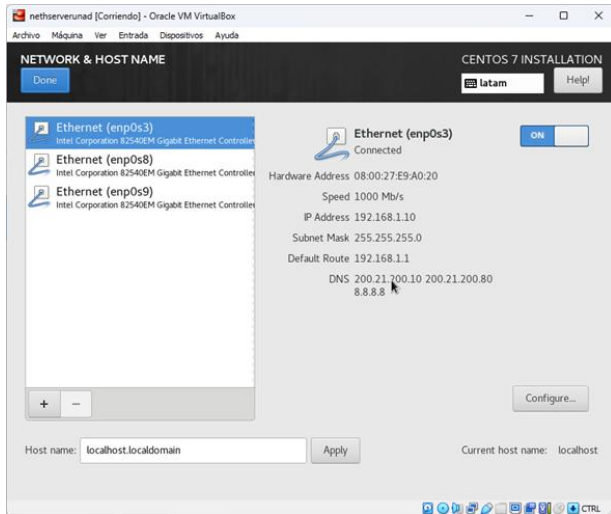 nethserverunad [Corriendo] - Oracle VM VirtualBox
Archivo Máquina Ver Entrada Dispositivos Ayuda
NETWORK & HOST NAME
CENTOS 7 INSTALLATION
Done
latam
Help!
Ethernet (enp0s3)
Intel Corporation 82540EM Gigabit Ethernet Controller
Ethernet (enp0s8)
Intel Corporation 82540EM Gigabit Ethernet Controller
Ethernet (enp0s9)
Intel Corporation 82540EM Gigabit Ethernet Controller
Ethernet (enp0s3)
Connected
ON
Hardware Address 08:00:27:E9:A0:20
Speed 1000 Mb/s
IP Address 192.168.1.10
Subnet Mask 255.255.255.0
Default Route 192.168.1.1
DNS 200.21.200.10 200.21.200.80
8.8.8.8
+ −
Configure...
Host name: localhost.localdomain
Apply
Current host name: localhost
CTRL